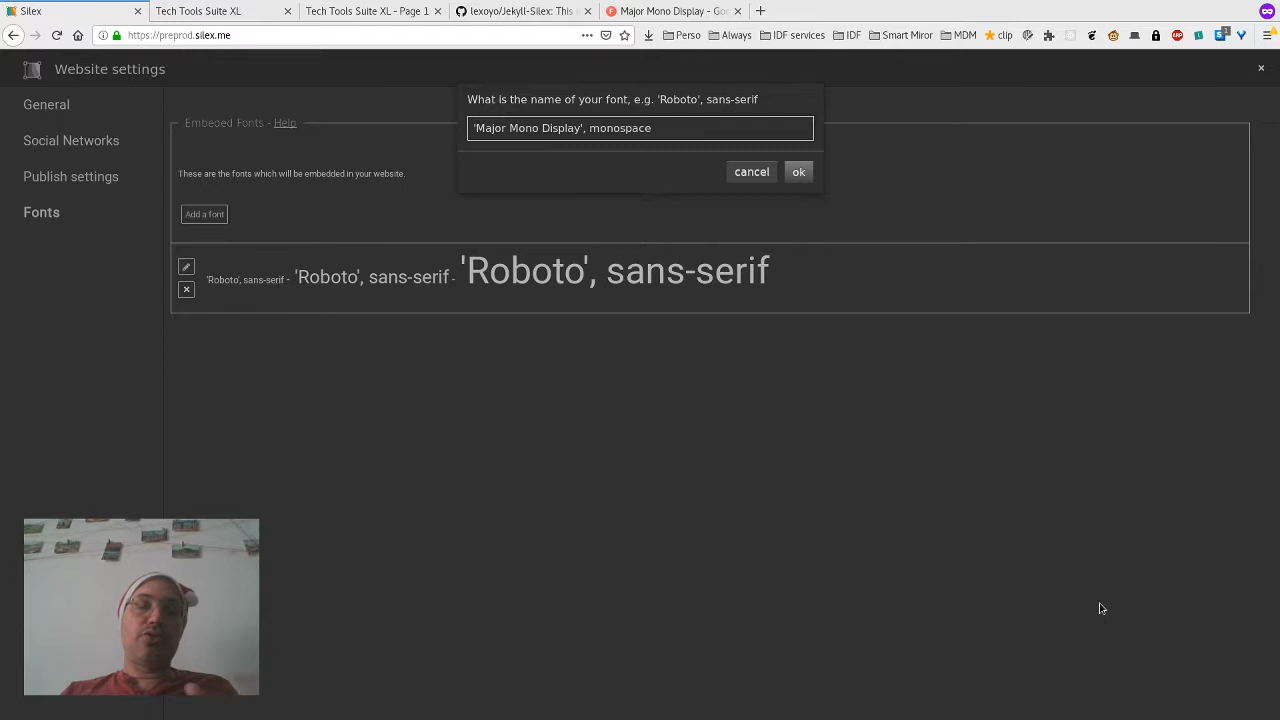 Silex
Tech Tools Suite XL
Tech Tools Suite XL - Page 1
lexoyo/Jekyll-Silex: This
Major Mono Display - Goo
https://preprod.silex.me
Perso
Always
IDF services
IDF
Smart Miror
MDM
clip
Website settings
What is the name of your font, e.g. 'Roboto', sans-serif
'Major Mono Display', monospace
cancel
ok
General
Social Networks
Publish settings
Fonts
Embeded Fonts - Help
These are the fonts which will be embedded in your website.
Add a font
'Roboto', sans-serif - 'Roboto', sans-serif - 'Roboto', sans-serif